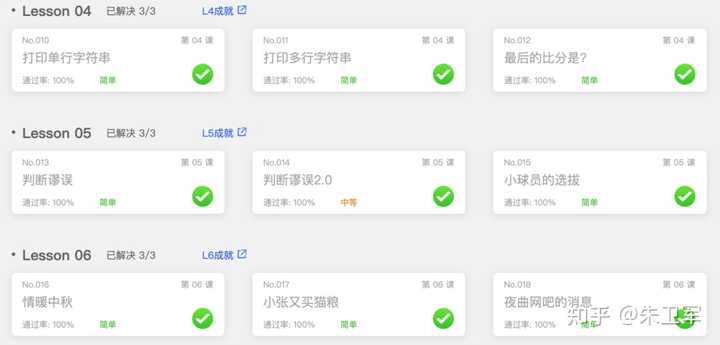 • Lesson 04 已解决 3/3 L4成就
No.010 第 04 课 No.011 第 04 课 No.012 第 04 课
打印单行字符串 打印多行字符串 最后的比分是?
通过率: 100% 简单 通过率: 100% 简单 通过率: 100% 简单
• Lesson 05 已解决 3/3 L5成就
No.013 第 05 课 No.014 第 05 课 No.015 第 05 课
判断谬误 判断谬误2.0 小球员的选拔
通过率: 100% 简单 通过率: 100% 中等 通过率: 100% 简单
• Lesson 06 已解决 3/3 L6成就
No.016 第 06 课 No.017 第 06 课 No.018 第 06 课
情暖中秋 小张又买猫粮 夜曲网吧的消息
通过率: 100% 简单 通过率: 100% 简单 通过率: 100% 简单
知乎 @朱卫军